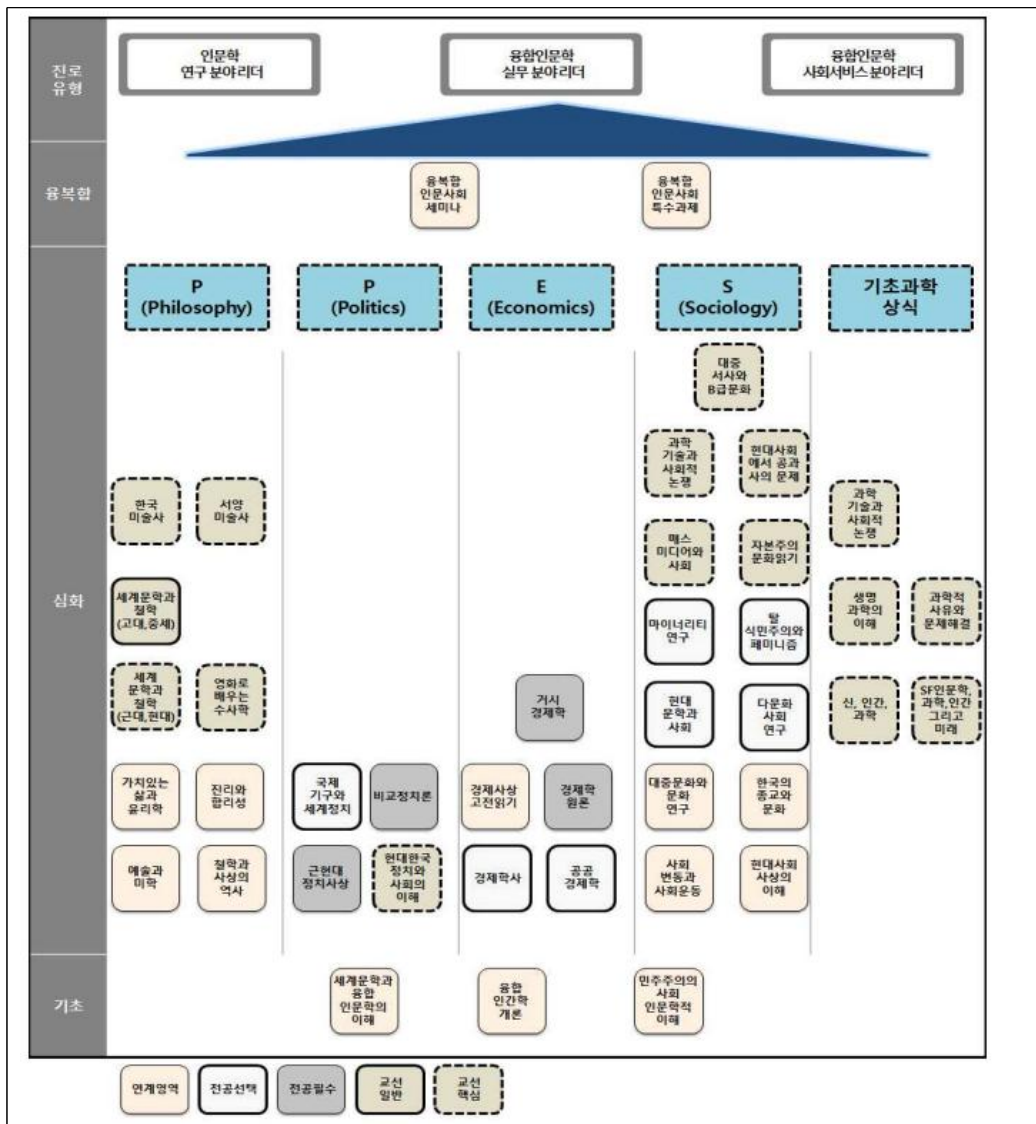 진로
유형
인문학
연구 분야리더
융합인문학
실무 분야리더
융합인문학
사회서비스 분야리더
융복합
융복합
인문사회
세미나
융복합
인문사회
특수과제
심화
P
(Philosophy)
P
(Politics)
E
(Economics)
S
(Sociology)
기초과학
상식
한국
미술사
서양
미술사
세계문학과
철학
(고대,중세)
세계
문학과
철학
(근대,현대)
영화로
배우는
수사학
가치있는
삶과
윤리학
진리와
합리성
예술과
미학
철학과
사상의
역사
국제
기구와
세계정치
비교정치론
근현대
정치사상
현대한국
정치와
사회의
이해
거시
경제학
경제사상
고전읽기
경제학
원론
경제학사
공공
경제학
대중
서사와
B급문화
과학
기술과
사회적
논쟁
현대사회
에서 공과
사의 문제
매스
미디어와
사회
자본주의
문화읽기
마이너리티
연구
탈
식민주의와
페미니즘
현대
문학과
사회
다문화
사회
연구
대중문화와
문화
연구
한국의
종교와
문화
사회
변동과
사회운동
현대사회
사상의
이해
과학
기술과
사회적
논쟁
생명
과학의
이해
과학적
사유와
문제해결
신, 인간,
과학
SF인문학,
과학,인간
그리고
미래
기초
세계문학과
융합
인문학의
이해
융합
인간학
개론
민주주의의
사회
인문학적
이해
연계영역
전공선택
전공필수
교선
일반
교선
핵심